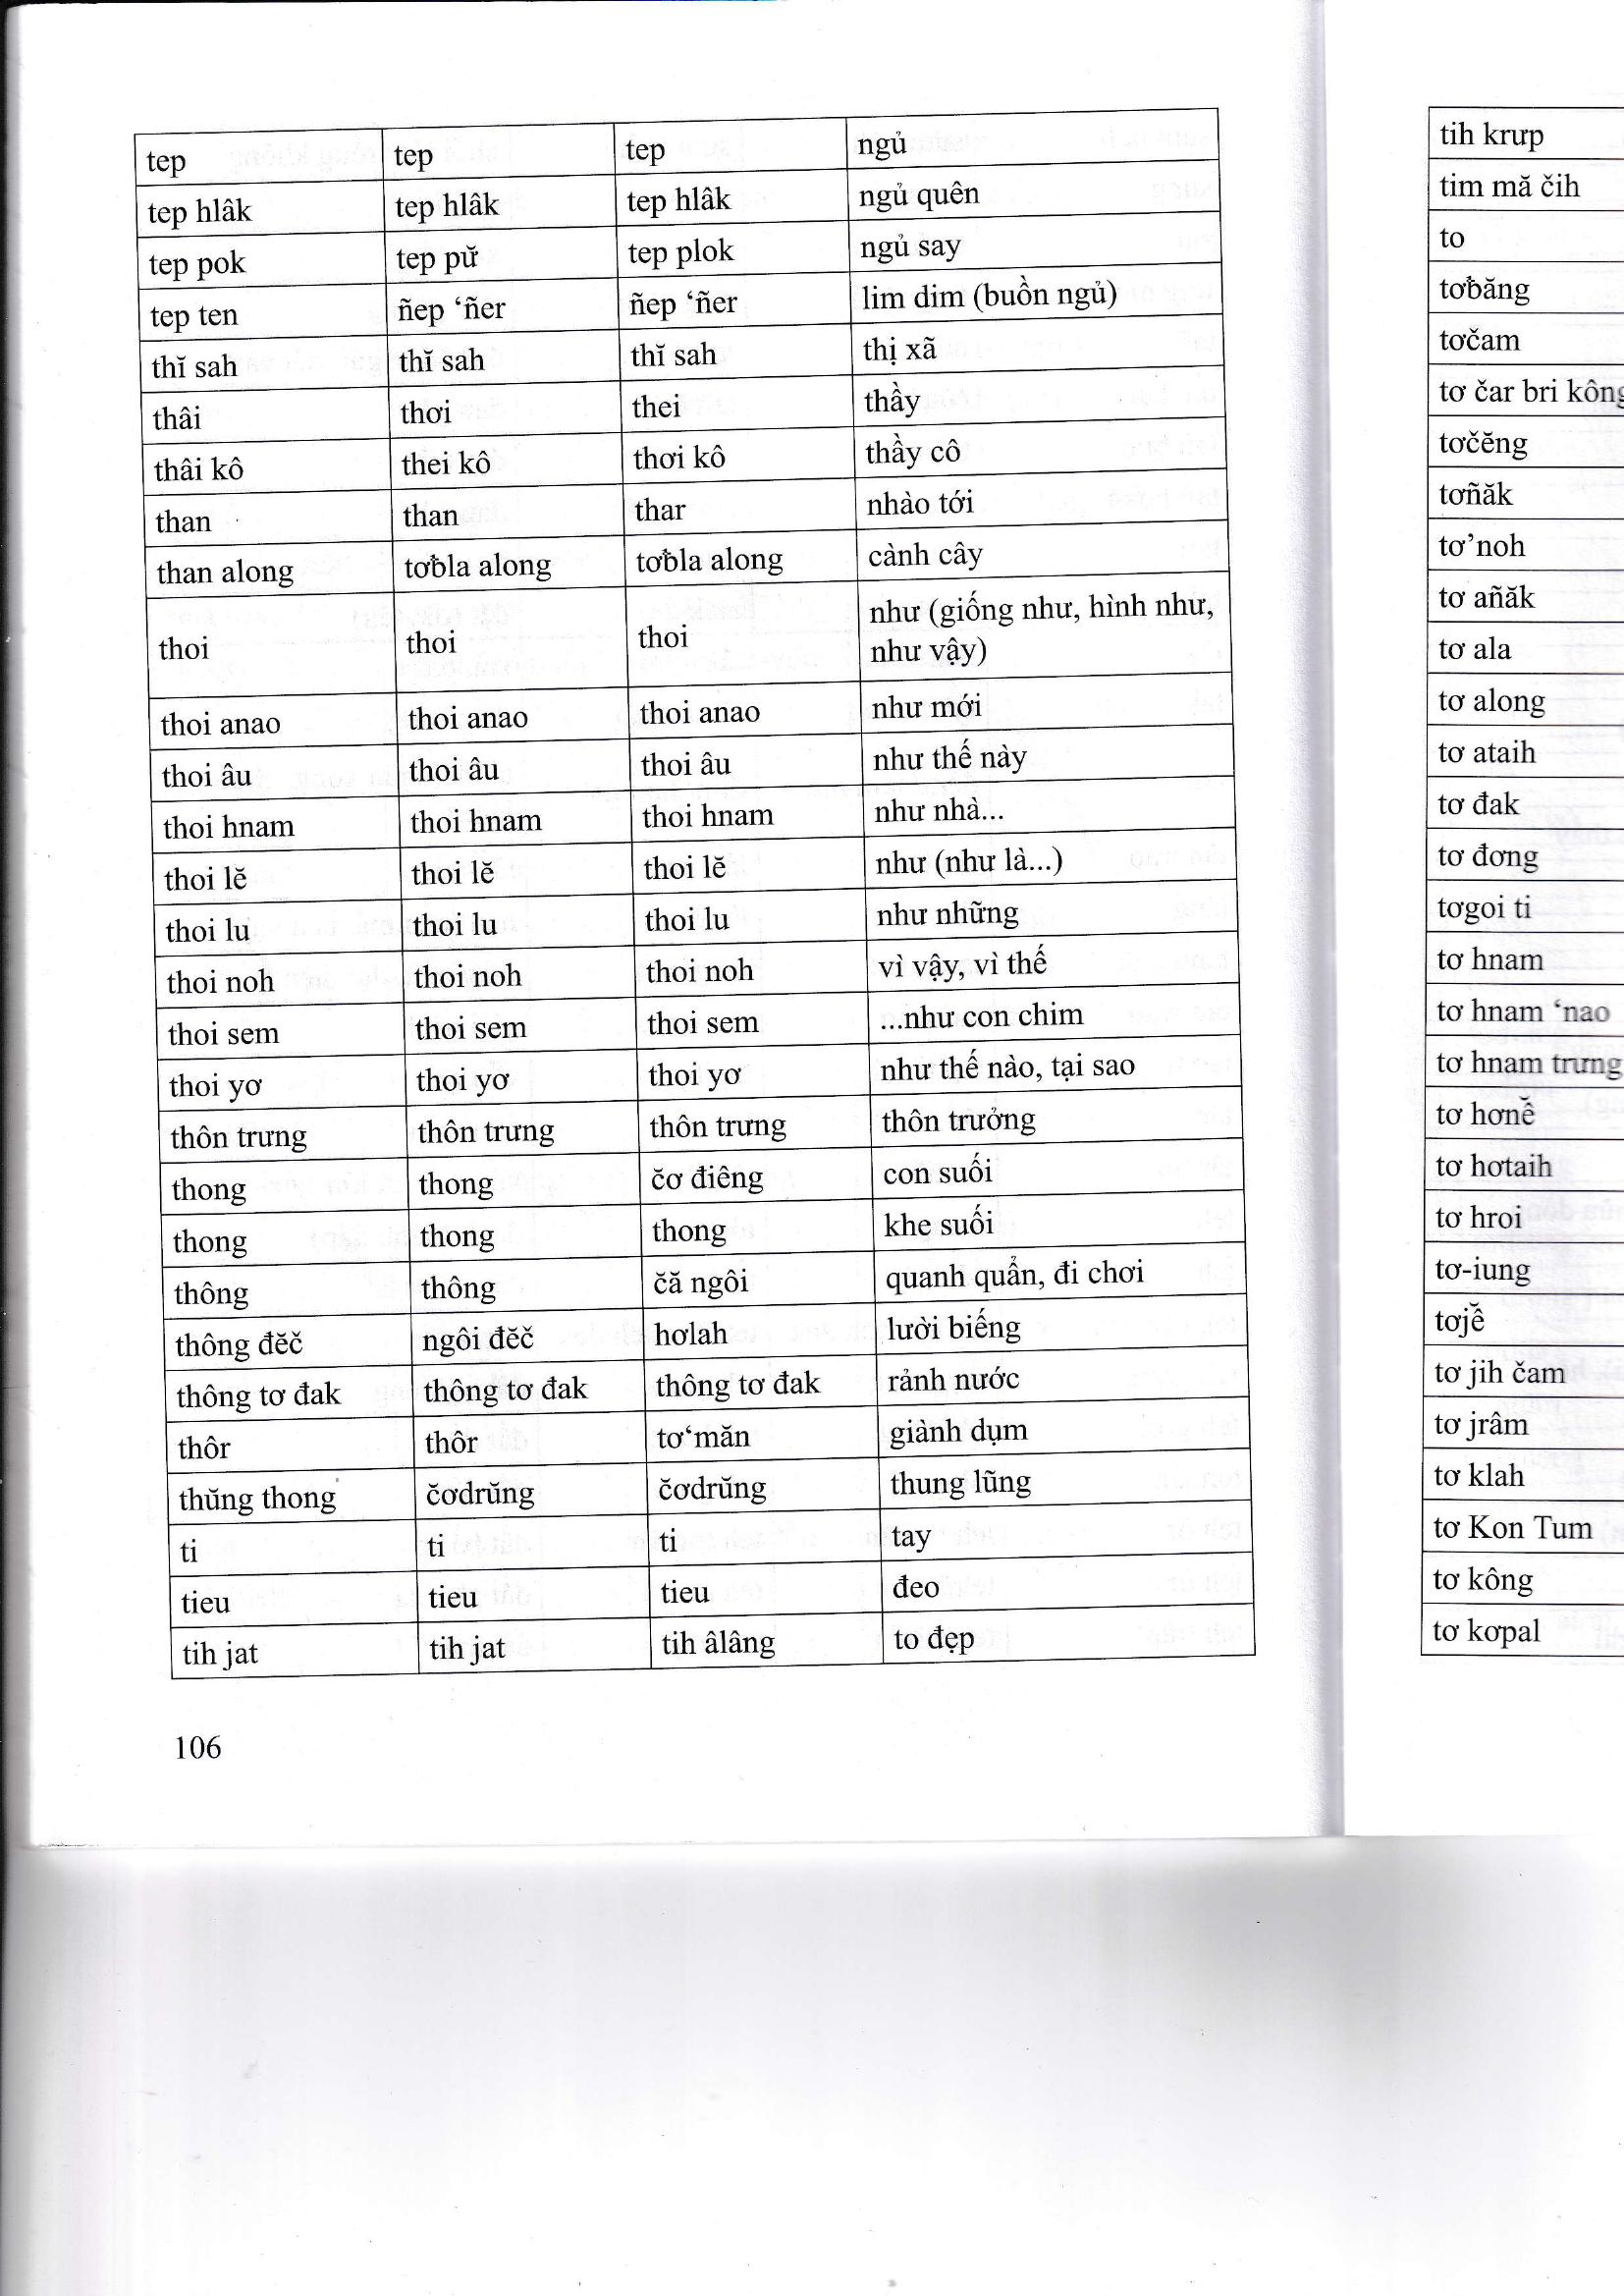 tep tep tep ngủ
tep hlâk tep hlâk tep hlâk ngủ quên
tep pok tep pữ tep plok ngủ say
tep ten ñep ‘ñer ñep ‘ñer lim dim (buồn ngủ)
thĭ sah thĭ sah thĭ sah thị xã
thâi thơi thei thầy
thâi kô thei kô thơi kô thầy cô
than than thar nhào tới
than along tơƀla along tơƀla along cành cây
thoi thoi thoi như (giống như, hình như,
như vậy)
thoi anao thoi anao thoi anao như mới
thoi âu thoi âu thoi âu như thế này
thoi hnam thoi hnam thoi hnam như nhà...
thoi lĕ thoi lĕ thoi lĕ như (như là...)
thoi lu thoi lu thoi lu như những
thoi noh thoi noh thoi noh vì vậy, vì thế
thoi sem thoi sem thoi sem ...như con chim
thoi yơ thoi yơ thoi yơ như thế nào, tại sao
thôn trưng thôn trưng thôn trưng thôn trưởng
thong thong čơ điêng con suối
thong thong thong khe suối
thông thông čă ngôi quanh quẩn, đi chơi
thông đĕč ngôi đĕč hơlah lười biếng
thông tơ đak thông tơ đak thông tơ đak rảnh nước
thôr thôr tơ‘măn giành dụm
thŭng thong čơdrŭng čơdrŭng thung lũng
ti ti ti tay
tieu tieu tieu đeo
tih jat tih jat tih âlâng to đẹp
106
tih krưp
tim mă čih
to
tơƀăng
tơčam
tơ čar bri kông
tơčĕng
tơñăk
tơ’noh
tơ añăk
tơ ala
tơ along
tơ ataih
tơ đak
tơ đơng
tơgoi ti
tơ hnam
tơ hnam ‘nao
tơ hnam trưng
tơ hơnê̆
tơ hơtaih
tơ hroi
tơ-iung
tơjê̆
tơ jih čam
tơ jrâm
tơ klah
tơ Kon Tum
tơ kông
tơ kơpal